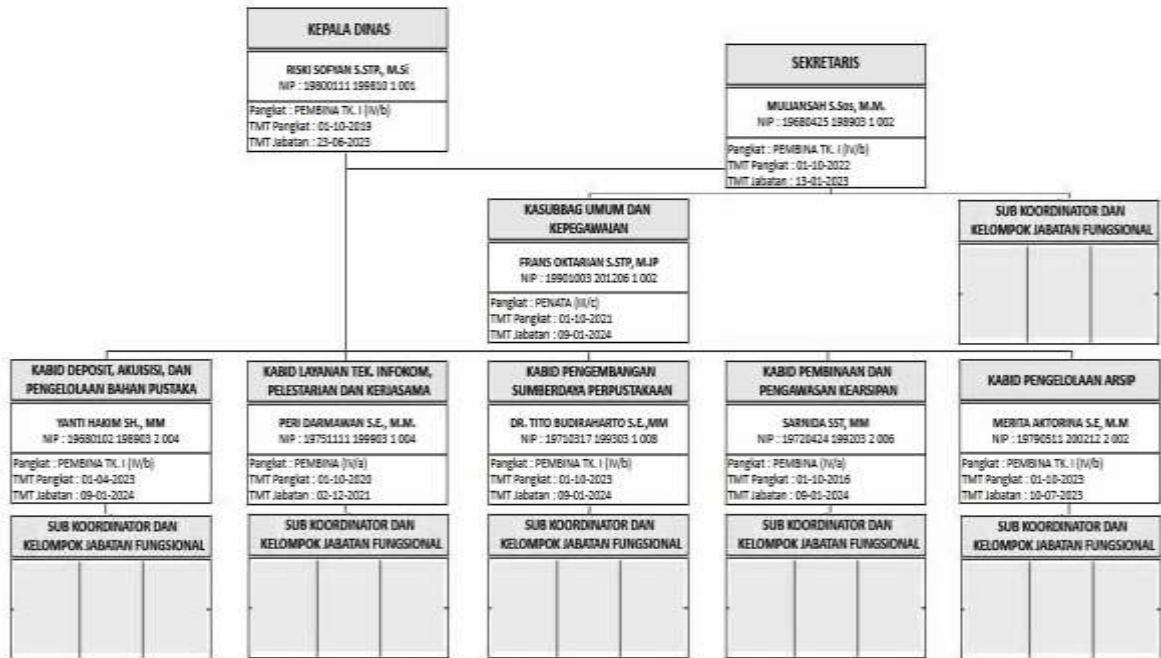 KEPALA DINAS
RISKI SOFYAN S.STP., M.Si
NIP : 19800111 199810 1 001
Pangkat : PEMBINA TK. I (IV/b)
TMT Pangkat : 01-10-2019
TMT Jabatan : 23-06-2023
SEKRETARIS
MULIANSAH S.Sos, M.M.
NIP : 19680425 198903 1 002
Pangkat : PEMBINA TK. I (IV/b)
TMT Pangkat : 01-10-2022
TMT Jabatan : 13-01-2023
KASUBBAG UMUM DAN
KEPEGAWAIAN
FRANS OKTARIAN S.STP, M.IP
NIP : 19901003 201206 1 002
Pangkat : PENATA (III/c)
TMT Pangkat : 01-10-2021
TMT Jabatan : 09-01-2024
SUB KOORDINATOR DAN
KELOMPOK JABATAN FUNGSIONAL
KABID DEPOSIT, AKUISISI, DAN
PENGELOLAAN BAHAN PUSTAKA
YANTI HAKIM SH., MM
NIP : 19680102 198903 2 004
Pangkat : PEMBINA TK. I (IV/b)
TMT Pangkat : 01-04-2023
TMT Jabatan : 09-01-2024
SUB KOORDINATOR DAN
KELOMPOK JABATAN FUNGSIONAL
KABID LAYANAN TEK. INFOKOM,
PELESTARIAN DAN KERJASAMA
PERI DARMAWAN S.E., M.M.
NIP : 19751111 199903 1 004
Pangkat : PEMBINA (IV/a)
TMT Pangkat : 01-10-2020
TMT Jabatan : 02-12-2021
SUB KOORDINATOR DAN
KELOMPOK JABATAN FUNGSIONAL
KABID PENGEMBANGAN
SUMBERDAYA PERPUSTAKAAN
DR. TITO BUDIRAHARTO S.E.,MM
NIP : 19710317 199303 1 008
Pangkat : PEMBINA TK. I (IV/b)
TMT Pangkat : 01-10-2023
TMT Jabatan : 09-01-2024
SUB KOORDINATOR DAN
KELOMPOK JABATAN FUNGSIONAL
KABID PEMBINAAN DAN
PENGAWASAN KEARSIPAN
SARNIDA SST, MM
NIP : 19720424 199203 2 006
Pangkat : PEMBINA (IV/a)
TMT Pangkat : 01-10-2016
TMT Jabatan : 09-01-2024
SUB KOORDINATOR DAN
KELOMPOK JABATAN FUNGSIONAL
KABID PENGELOLAAN ARSIP
MERITA AKTORINA S.E, M.M
NIP : 19790511 200212 2 002
Pangkat : PEMBINA TK. I (IV/b)
TMT Pangkat : 01-10-2023
TMT Jabatan : 10-07-2023
SUB KOORDINATOR DAN
KELOMPOK JABATAN FUNGSIONAL